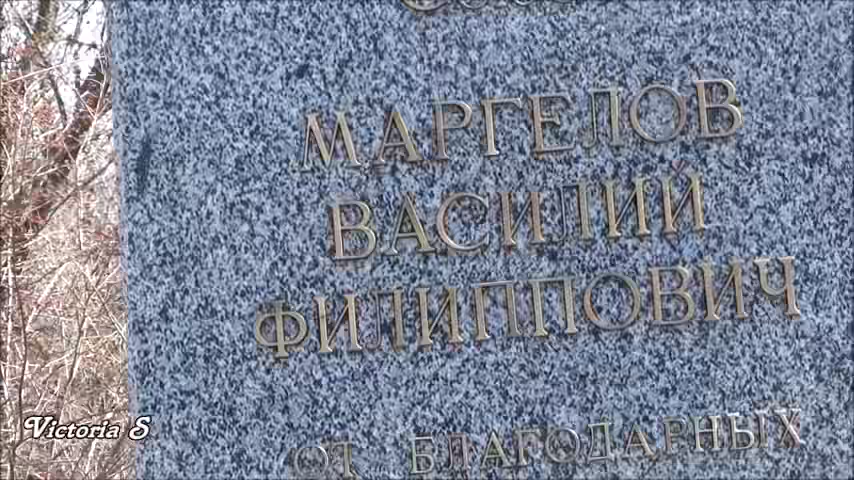 МАРГЕЛОВ
ВАСИЛИЙ
ФИЛИППОВИЧ
ОТ БЛАГОДАРНЫХ
Victoria S